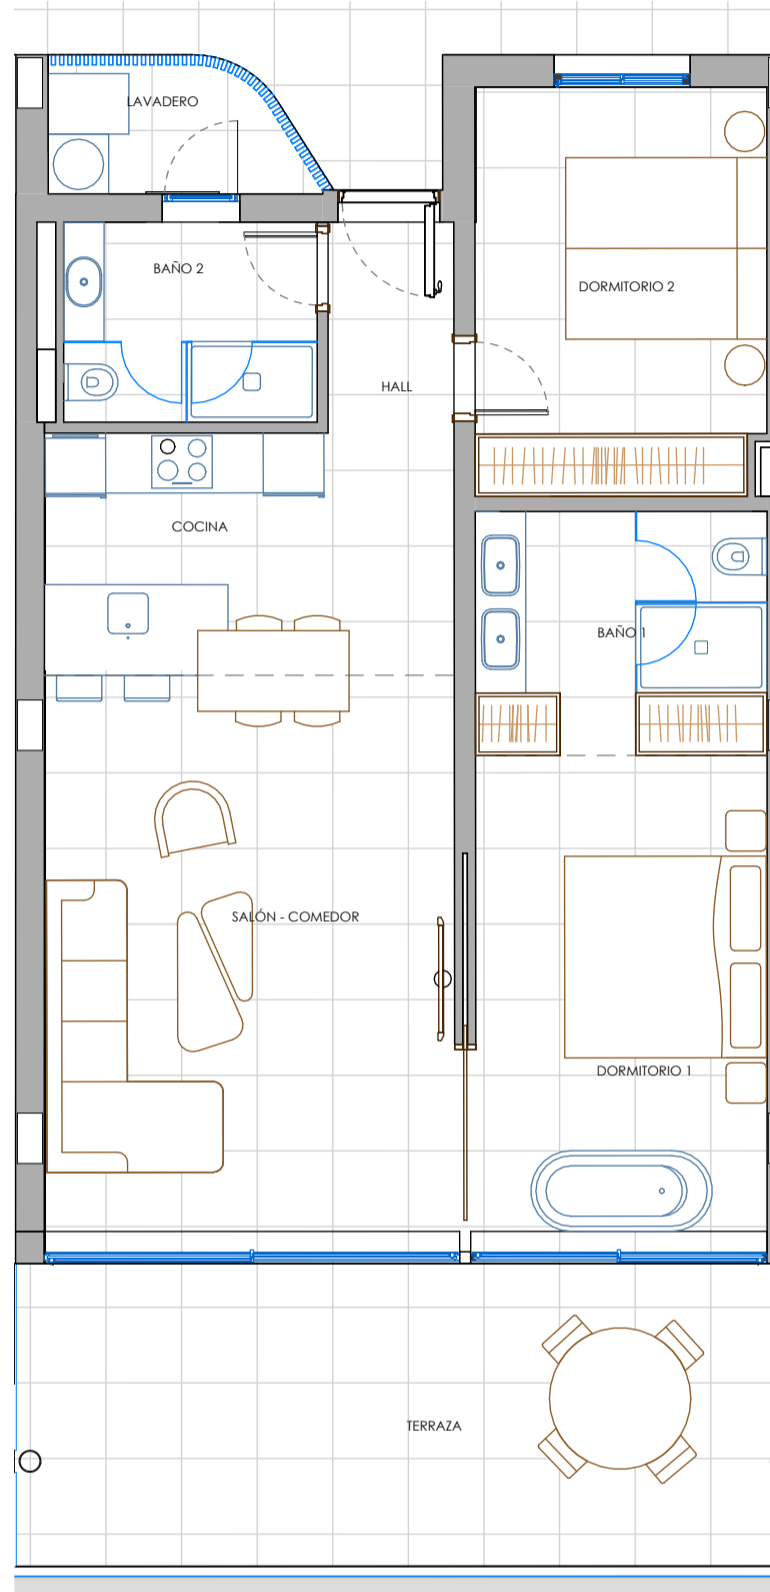 LAVADERO
BAÑO 2
DORMITORIO 2
HALL
COCINA
BAÑO 1
SALÓN - COMEDOR
DORMITORIO 1
TERRAZA